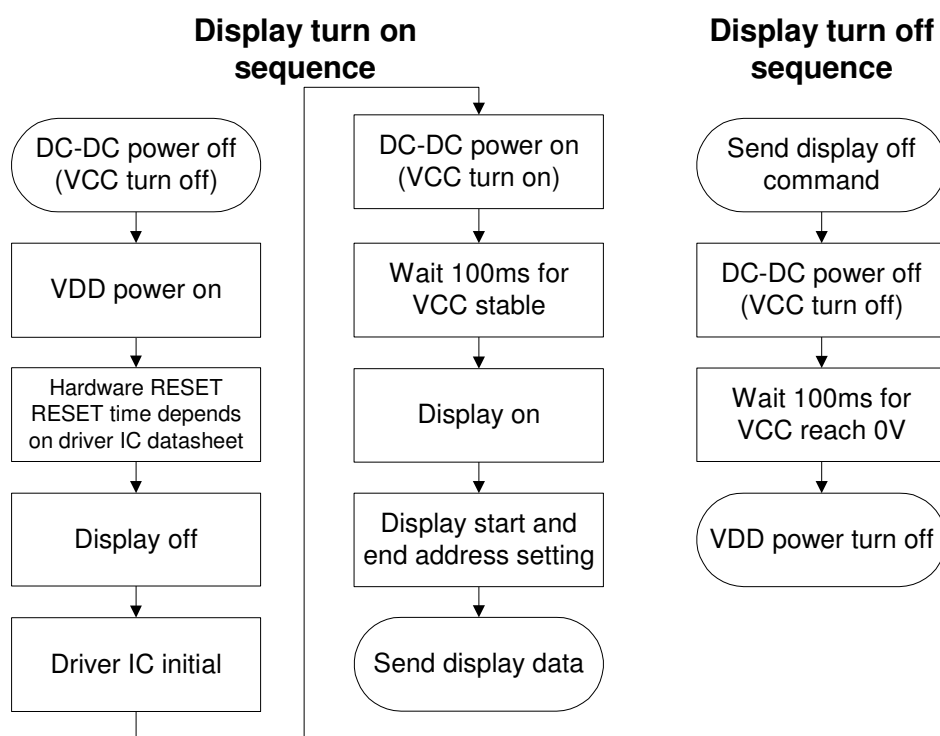 Display turn on
sequence
DC-DC power off
(VCC turn off)
VDD power on
Hardware RESET
RESET time depends
on driver IC datasheet
Display off
Driver IC initial
DC-DC power on
(VCC turn on)
Wait 100ms for
VCC stable
Display on
Display start and
end address setting
Send display data
Display turn off
sequence
Send display off
command
DC-DC power off
(VCC turn off)
Wait 100ms for
VCC reach 0V
VDD power turn off